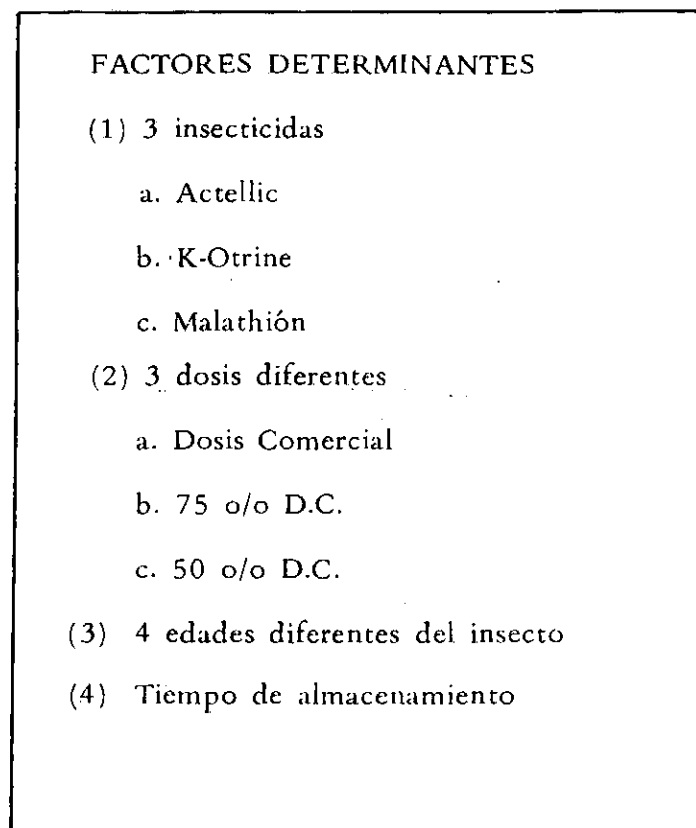 FACTORES DETERMINANTES
(1) 3 insecticidas
a. Actellic
b. K-Otrine
c. Malathión
(2) 3 dosis diferentes
a. Dosis Comercial
b. 75 o/o D.C.
c. 50 o/o D.C.
(3) 4 edades diferentes del insecto
(4) Tiempo de almacenamiento